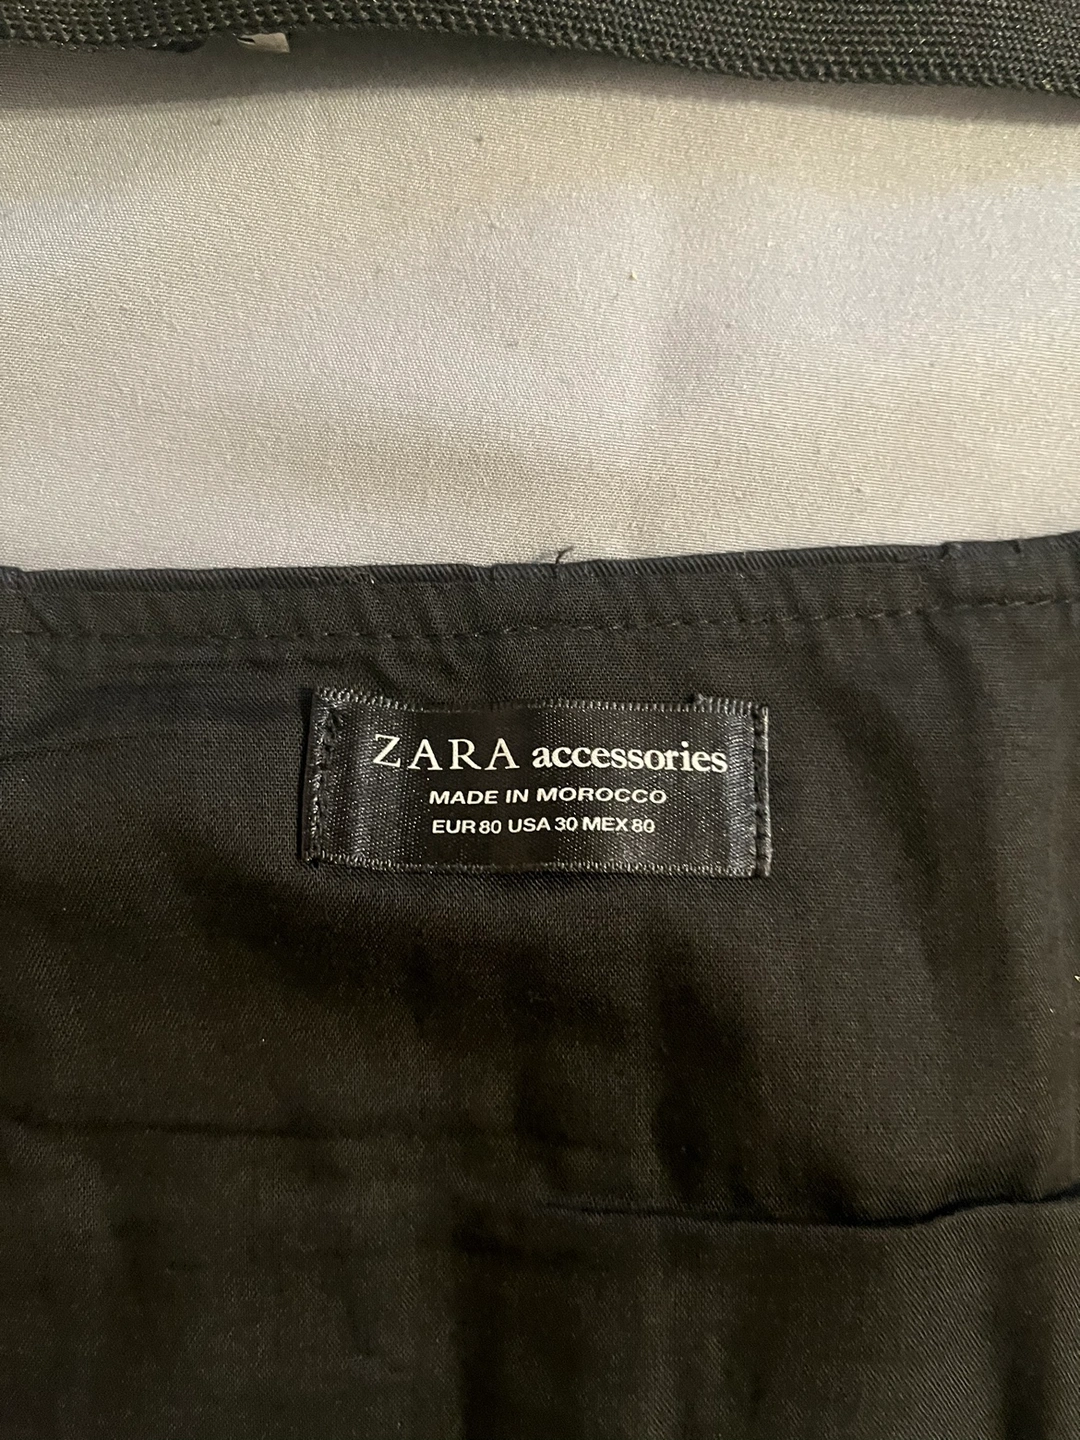 ZARA accessories
MADE IN MOROCCO
EUR 80 USA 30 MEX 80